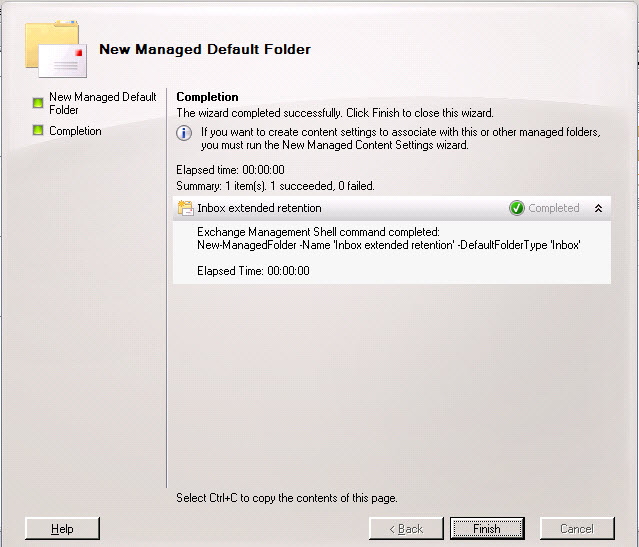 New Managed Default Folder
New Managed Default
Folder
Completion
Completion
The wizard completed successfully. Click Finish to close this wizard.
If you want to create content settings to associate with this or other managed folders,
you must run the New Managed Content Settings wizard.
Elapsed time: 00:00:00
Summary: 1 item(s). 1 succeeded, 0 failed.
Inbox extended retention
Completed
Exchange Management Shell command completed:
New-ManagedFolder -Name 'Inbox extended retention' -DefaultFolderType 'Inbox'
Elapsed Time: 00:00:00
Select Ctrl+C to copy the contents of this page.
Help
< Back
Finish
Cancel